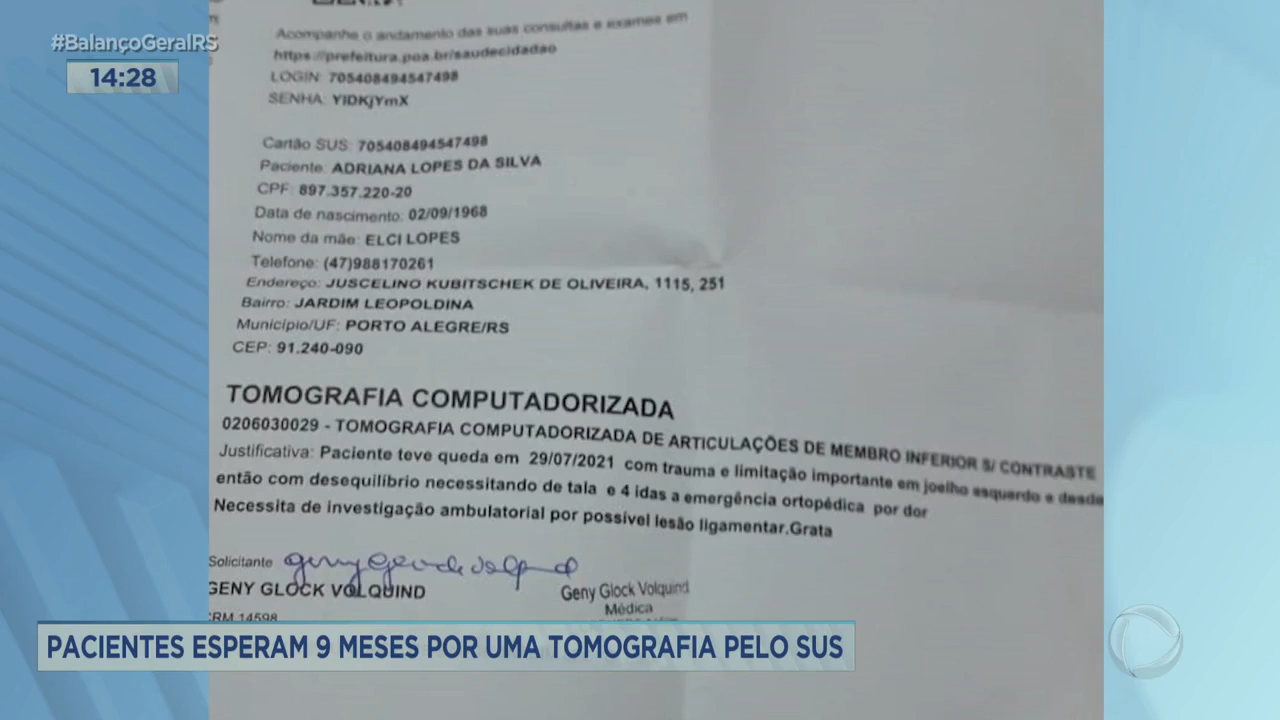 #BalançoGeralRS
14:28
Acompanhe o andamento das suas consultas e exames em
https://prefeitura.poa.br/saudecidadao
LOGIN: 705408494547498
SENHA: YIDKjYmX
Cartão SUS: 705408494547498
Paciente: ADRIANA LOPES DA SILVA
CPF: 897.357.220-20
Data de nascimento: 02/09/1968
Nome da mãe: ELCI LOPES
Telefone: (47)988170261
Endereço: JUSCELINO KUBITSCHEK DE OLIVEIRA, 1115, 251
Bairro: JARDIM LEOPOLDINA
Município/UF: PORTO ALEGRE/RS
CEP: 91.240-090
TOMOGRAFIA COMPUTADORIZADA
0206030029 - TOMOGRAFIA COMPUTADORIZADA DE ARTICULAÇÕES DE MEMBRO INFERIOR S/ CONTRASTE
Justificativa: Paciente teve queda em 29/07/2021 com trauma e limitação importante em joelho esquerdo e desde
então com desequilíbrio necessitando de tala e 4 idas a emergência ortopédica por dor
Necessita de investigação ambulatorial por possível lesão ligamentar.Grata
Solicitante
GENY GLOCK VOLQUIND
Geny Glock Volquind
Médica
CRM 14598
PACIENTES ESPERAM 9 MESES POR UMA TOMOGRAFIA PELO SUS